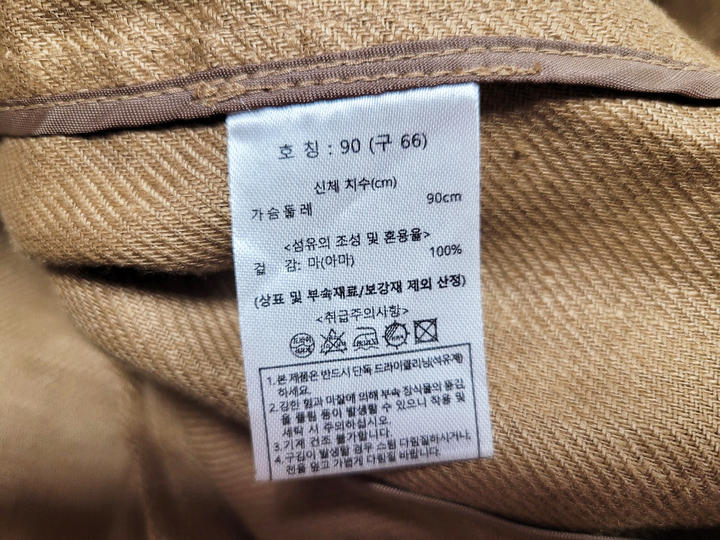 호 칭 : 90 (구 66)
신체 치수(cm)
가슴둘레 90cm
<섬유의 조성 및 혼용율>
겉 감: 마(아마) 100%
(상표 및 부속재료/보강재 제외 산정)
<취급주의사항>
1.본 제품은 반드시 단독 드라이클리닝(석유계)
하세요.
2.강한 힘과 마찰에 의해 부속 장식물의 뜯김,
올 뜯림 등이 발생할 수 있으니 착용 및
세탁 시 주의하십시오.
3.기계 건조 불가합니다.
4.구김이 발생할 경우 스팀 다림질하시거나,
천을 덮고 가볍게 다림질 바랍니다.